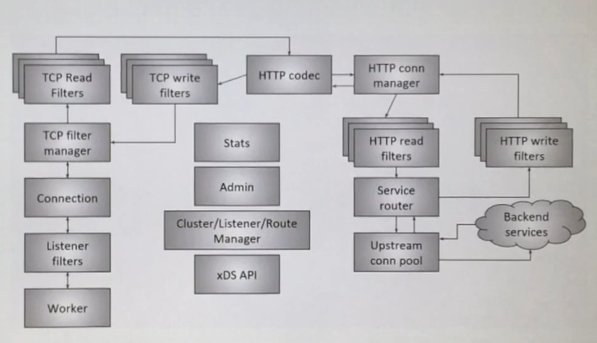 TCP Read
Filters
TCP write
filters
HTTP codec
HTTP conn
manager
TCP filter
manager
Stats
HTTP read
filters
HTTP write
filters
Connection
Admin
Service
router
Cluster/Listener/Route
Manager
Backend
services
Listener
filters
xDS API
Upstream
conn pool
Worker